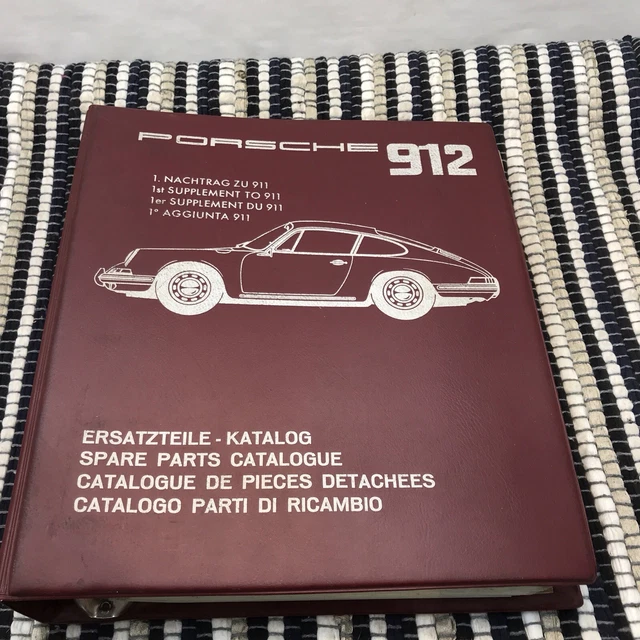 PORSCHE 912
1. NACHTRAG ZU 911
1st SUPPLEMENT TO 911
1er SUPPLEMENT DU 911
1° AGGIUNTA 911
ERSATZTEILE - KATALOG
SPARE PARTS CATALOGUE
CATALOGUE DE PIECES DETACHEES
CATALOGO PARTI DI RICAMBIO